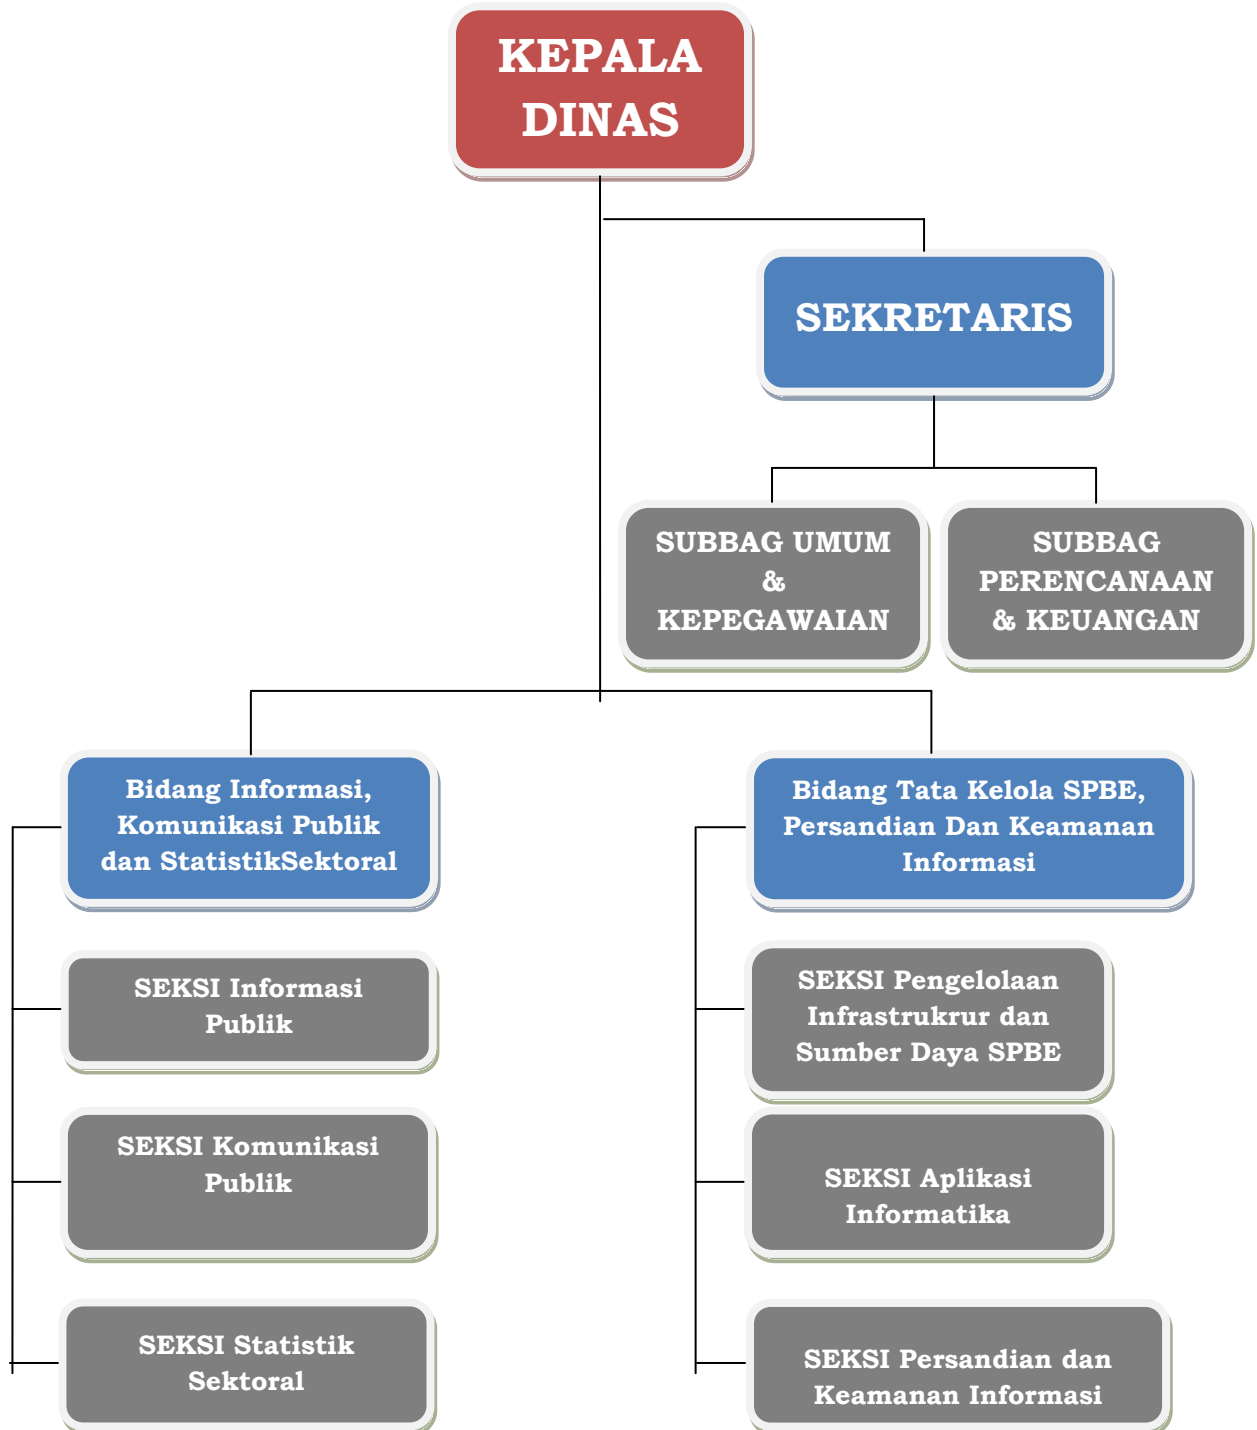 KEPALA
DINAS
SEKRETARIS
SUBBAG UMUM
&
KEPEGAWAIAN
SUBBAG
PERENCANAAN
& KEUANGAN
Bidang Informasi,
Komunikasi Publik
dan StatistikSektoral
Bidang Tata Kelola SPBE,
Persandian Dan Keamanan
Informasi
SEKSI Informasi
Publik
SEKSI Pengelolaan
Infrastrukrur dan
Sumber Daya SPBE
SEKSI Komunikasi
Publik
SEKSI Aplikasi
Informatika
SEKSI Statistik
Sektoral
SEKSI Persandian dan
Keamanan Informasi